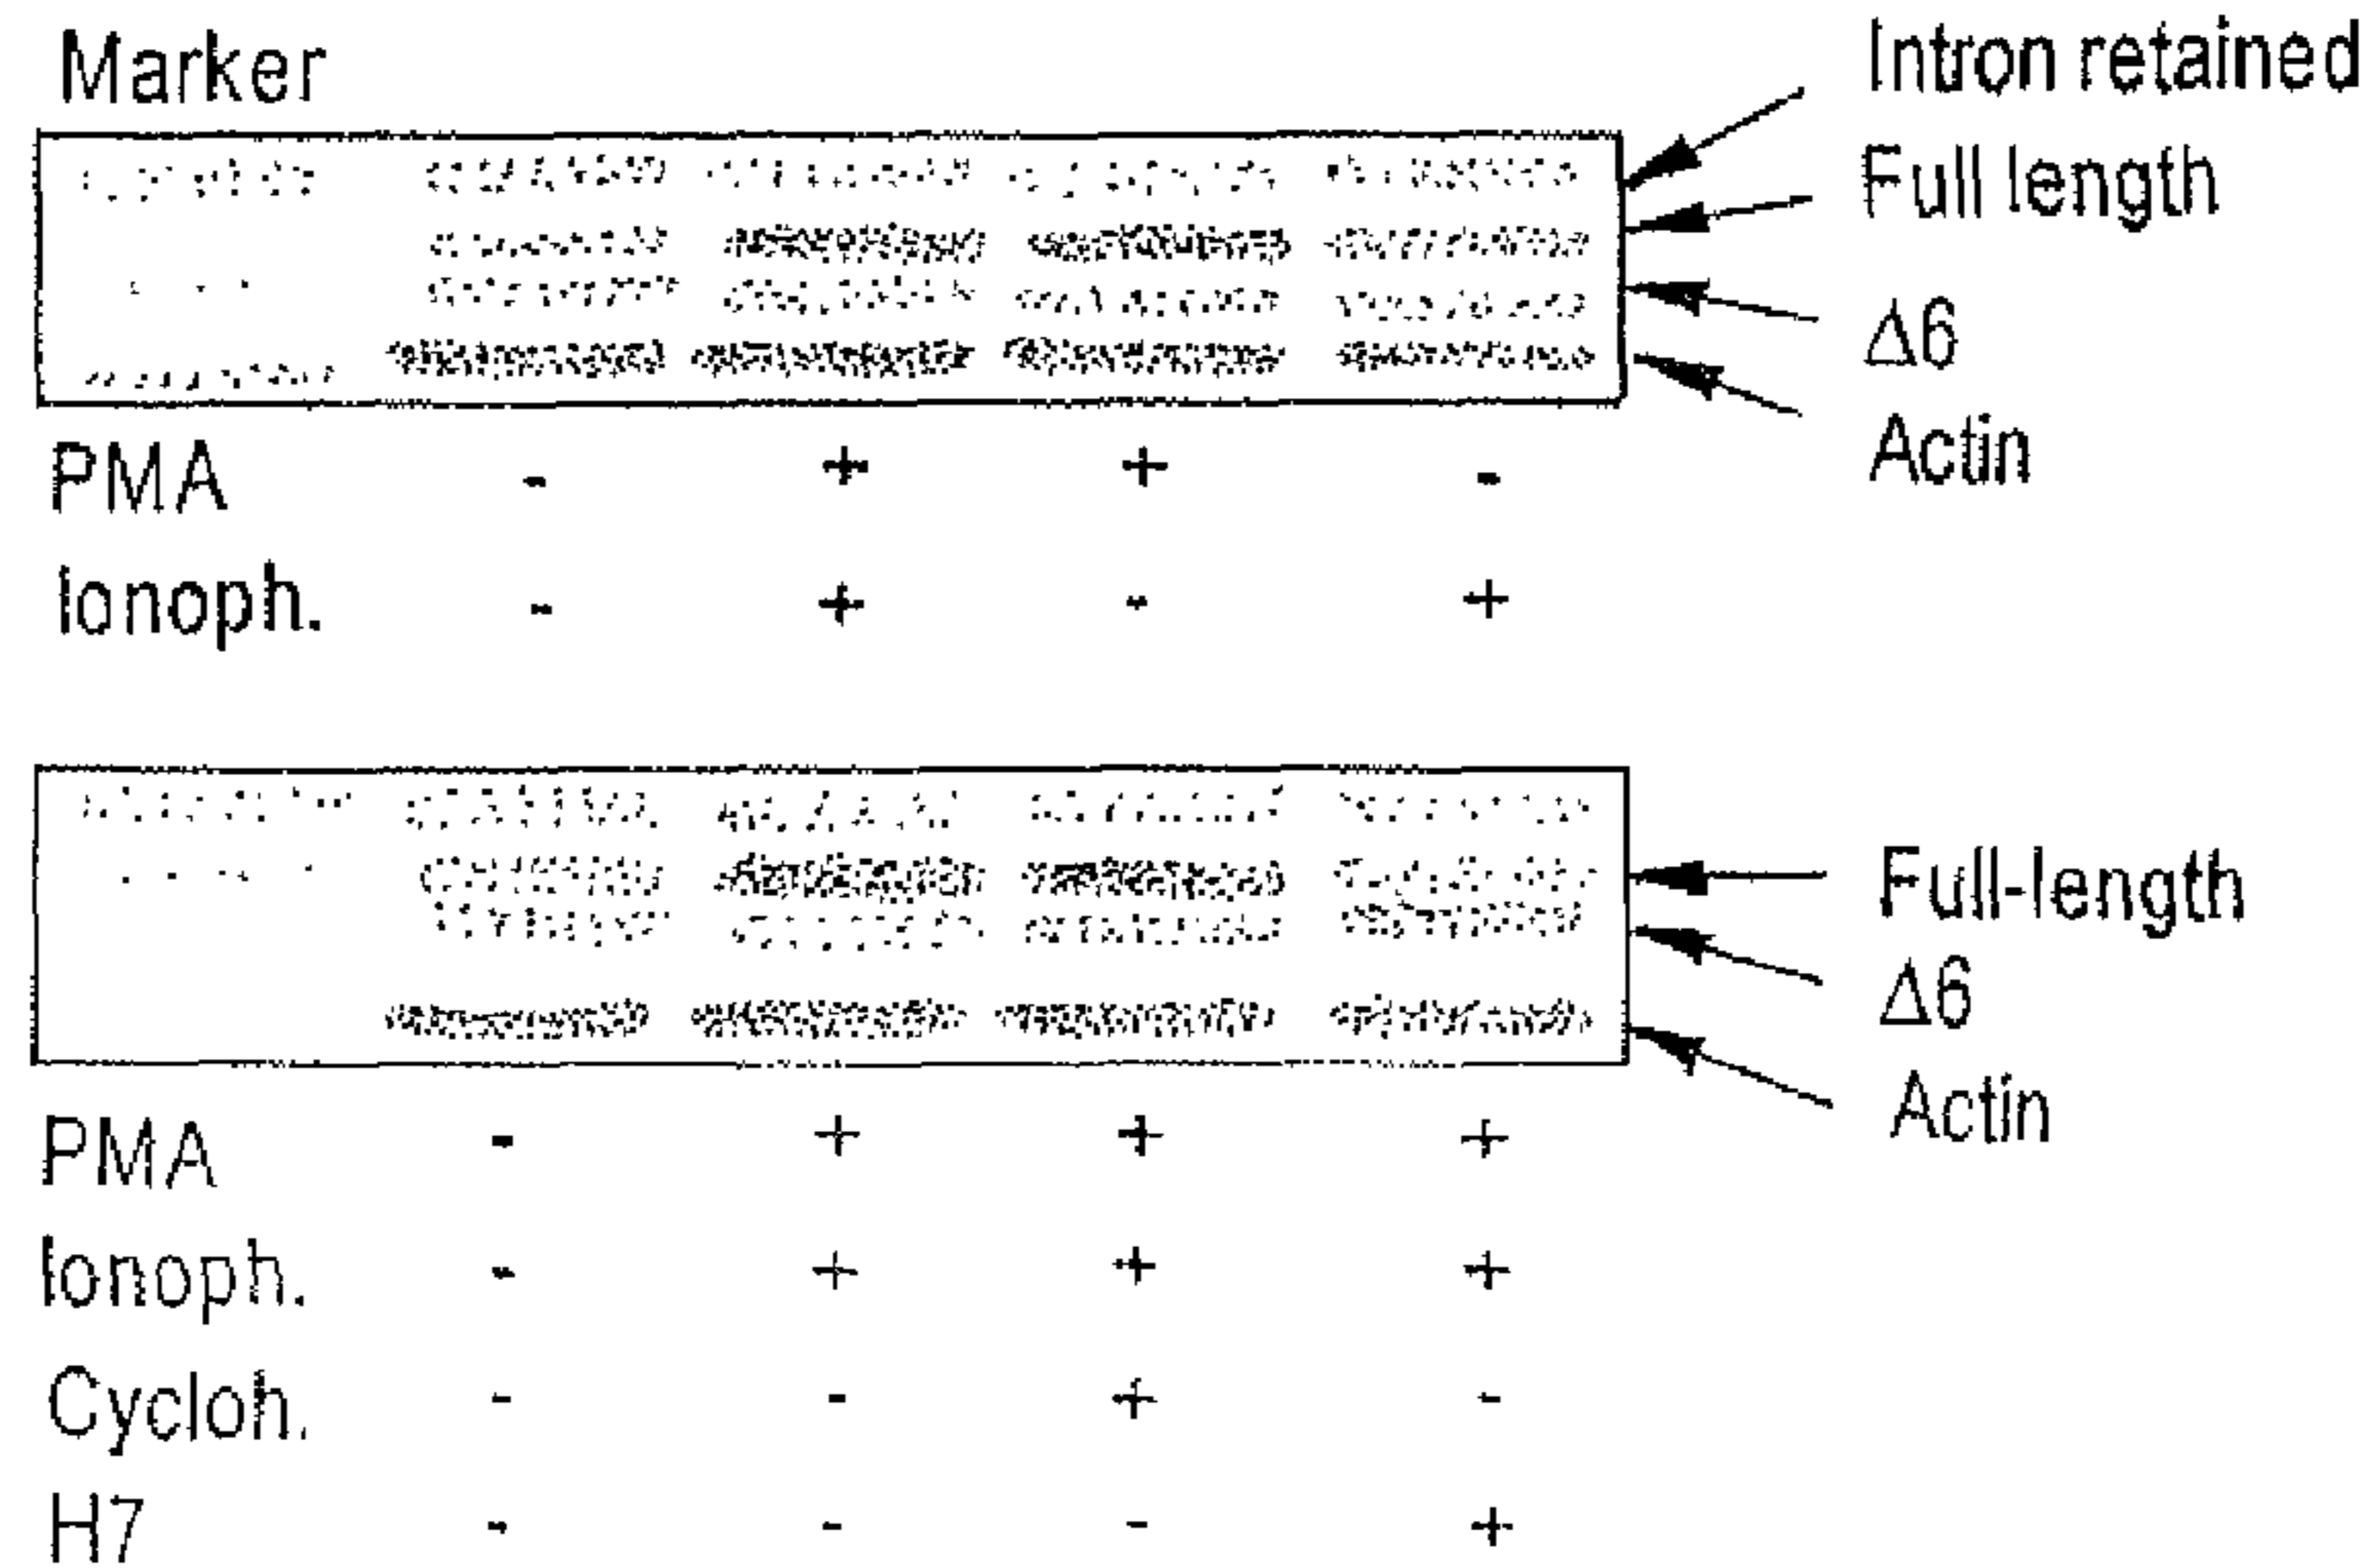 Marker
Intron retained
Full length
Δ6
Actin
PMA - + + -
Ionoph. - + - +
Full-length
Δ6
Actin
PMA - + + +
Ionoph. - + + +
Cycloh. - - + -
H7 - - - +